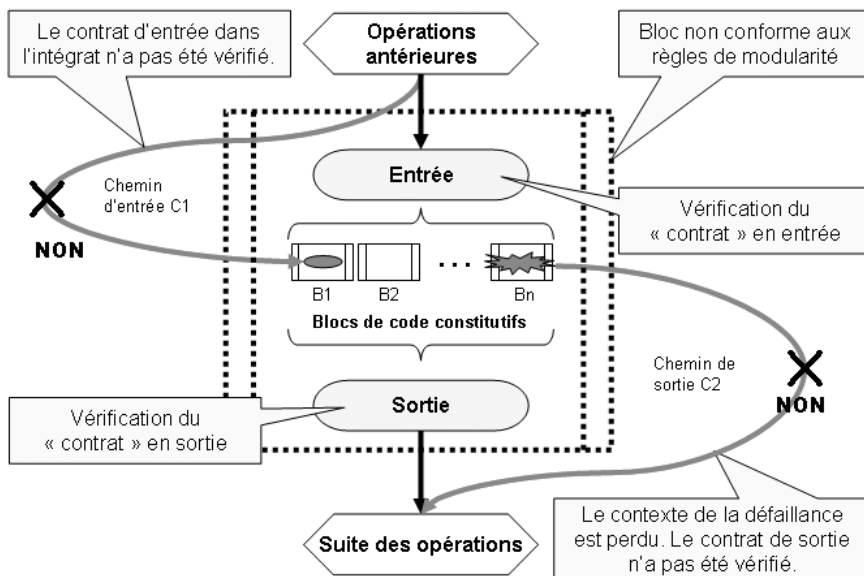 Le contrat d'entrée dans
l'intégrat n'a pas été vérifié.
Opérations
antérieures
Bloc non conforme aux
règles de modularité
Chemin
d'entrée C1
NON
Entrée
Vérification du
« contrat » en entrée
B1
B2
...
Bn
Blocs de code constitutifs
Chemin de
sortie C2
NON
Vérification du
« contrat » en sortie
Sortie
Suite des opérations
Le contexte de la défaillance
est perdu. Le contrat de sortie
n'a pas été vérifié.